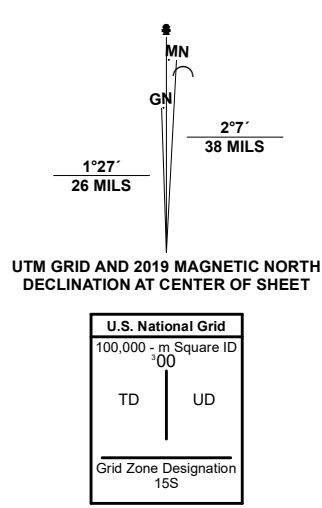 MN
GN
2°7´
38 MILS
1°27´
26 MILS
UTM GRID AND 2019 MAGNETIC NORTH
DECLINATION AT CENTER OF SHEET
U.S. National Grid
100,000 - m Square ID
³00
TD UD
Grid Zone Designation
15S